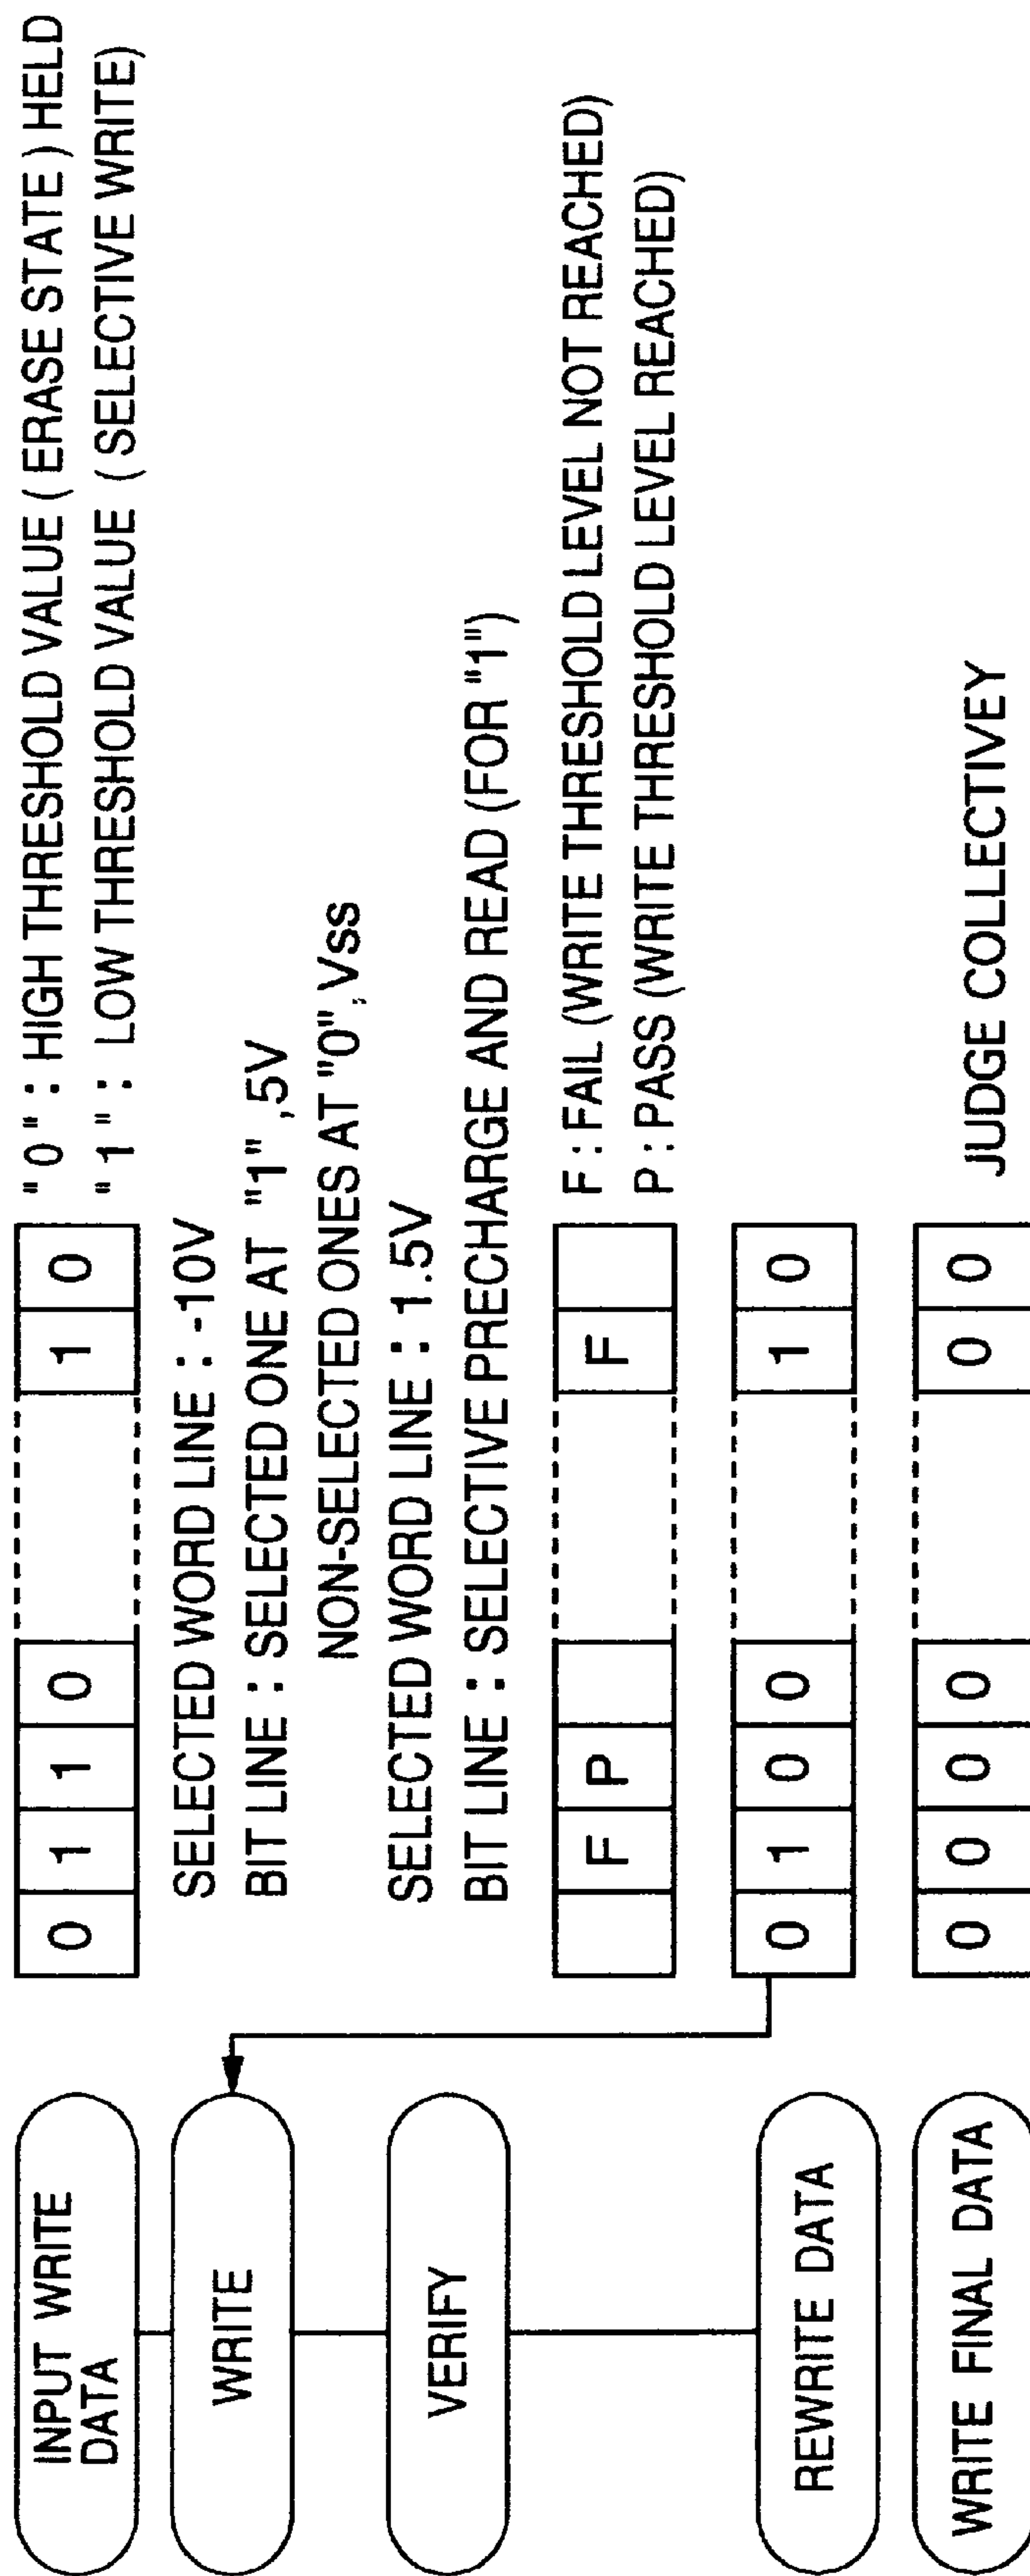 INPUT WRITE
DATA
0 1 1 0 1 0
"0" : HIGH THRESHOLD VALUE ( ERASE STATE ) HELD
"1" : LOW THRESHOLD VALUE ( SELECTIVE WRITE)
WRITE
SELECTED WORD LINE : -10V
BIT LINE : SELECTED ONE AT "1" ,5V
NON-SELECTED ONES AT "0",Vss
VERIFY
SELECTED WORD LINE : 1.5V
BIT LINE : SELECTIVE PRECHARGE AND READ (FOR "1")
F P F
F : FAIL (WRITE THRESHOLD LEVEL NOT REACHED)
P : PASS (WRITE THRESHOLD LEVEL REACHED)
REWRITE DATA
0 1 0 0 1 0
WRITE FINAL DATA
0 0 0 0 0 0
JUDGE COLLECTIVEY